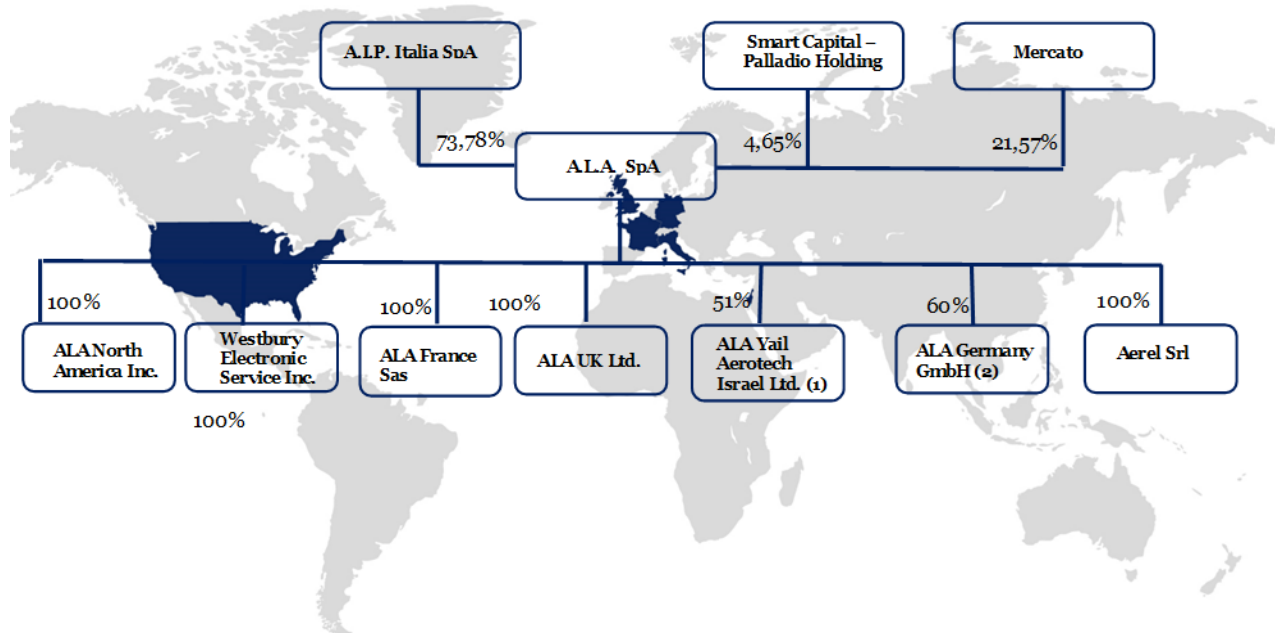 A.I.P. Italia SpA
Smart Capital –
Palladio Holding
Mercato
73,78%
4,65%
21,57%
A.L.A. SpA
100%
100%
100%
51%
60%
100%
ALA North
America Inc.
Westbury
Electronic
Service Inc.
ALA France
Sas
ALA UK Ltd.
ALA Yail
Aerotech
Israel Ltd. (1)
ALA Germany
GmbH (2)
Aerel Srl
100%